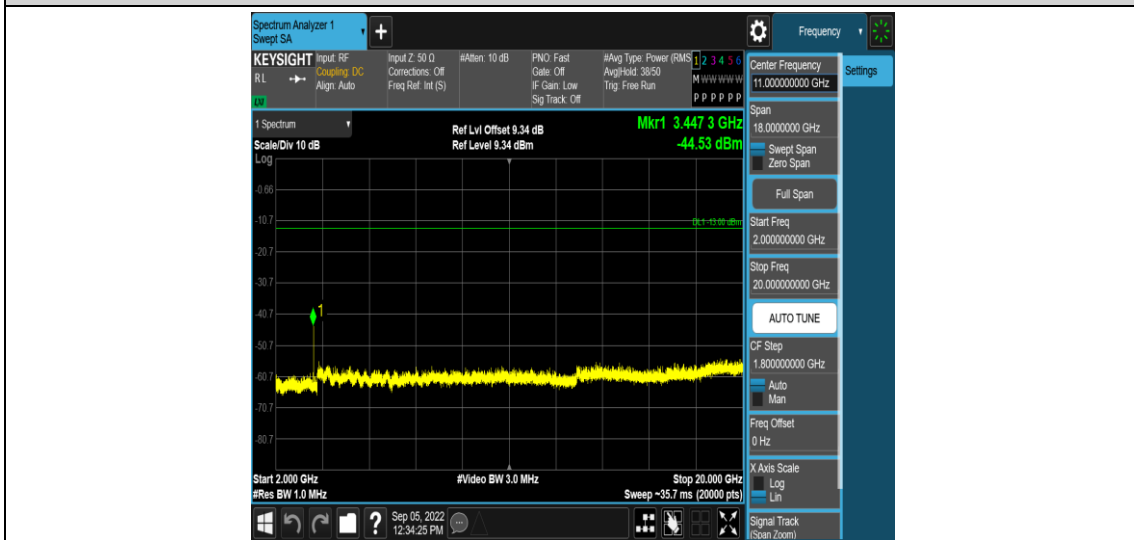 Spectrum Analyzer 1
Swept SA
+
Frequency
KEYSIGHT
RL
Input: RF
Coupling: DC
Align: Auto
Input Z: 50 Ω
Corrections: Off
Freq Ref: Int (S)
#Atten: 10 dB
PNO: Fast
Gate: Off
IF Gain: Low
Sig Track: Off
#Avg Type: Power (RMS
Avg|Hold: 38/50
Trig: Free Run
1 2 3 4 5 6
M W W W W W
P P P P P P
1 Spectrum
Scale/Div 10 dB
Log
Ref Lvl Offset 9.34 dB
Ref Level 9.34 dBm
Mkr1 3.447 3 GHz
-44.53 dBm
-0.66
-10.7
DL1 -13.00 dBm
-20.7
-30.7
-40.7
1
-50.7
-60.7
-70.7
-80.7
Start 2.000 GHz
#Res BW 1.0 MHz
#Video BW 3.0 MHz
Stop 20.000 GHz
Sweep ~35.7 ms (20000 pts)
Center Frequency
11.000000000 GHz
Settings
Span
18.0000000 GHz
Swept Span
Zero Span
Full Span
Start Freq
2.000000000 GHz
Stop Freq
20.000000000 GHz
AUTO TUNE
CF Step
1.800000000 GHz
Auto
Man
Freq Offset
0 Hz
X Axis Scale
Log
Lin
Signal Track
(Span Zoom)
?
Sep 05, 2022
12:34:25 PM